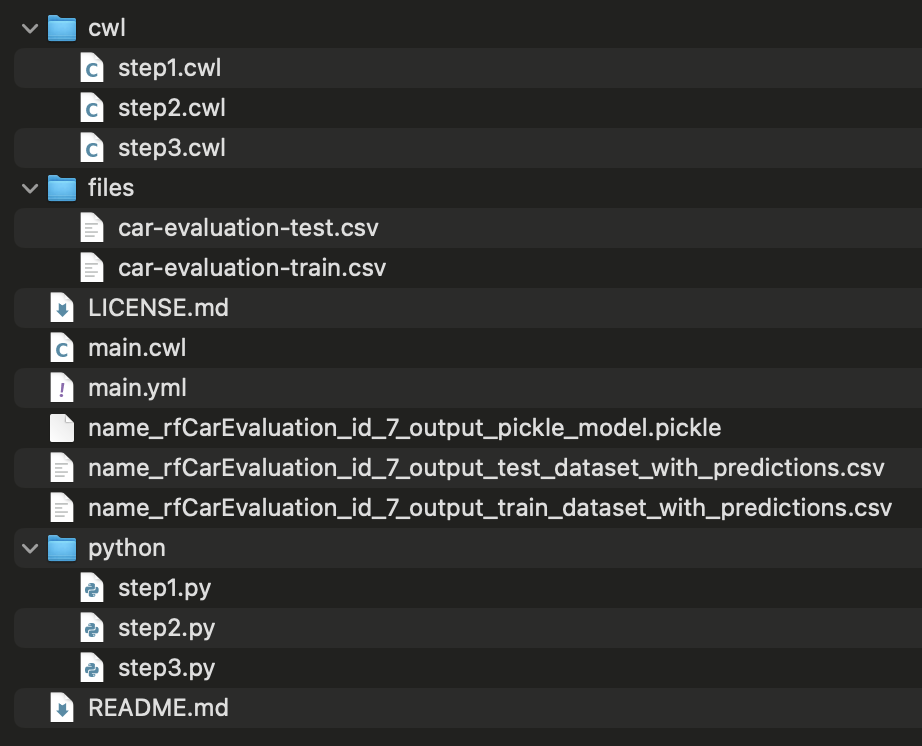 cwl
step1.cwl
step2.cwl
step3.cwl
files
car-evaluation-test.csv
car-evaluation-train.csv
LICENSE.md
main.cwl
main.yml
name_rfCarEvaluation_id_7_output_pickle_model.pickle
name_rfCarEvaluation_id_7_output_test_dataset_with_predictions.csv
name_rfCarEvaluation_id_7_output_train_dataset_with_predictions.csv
python
step1.py
step2.py
step3.py
README.md